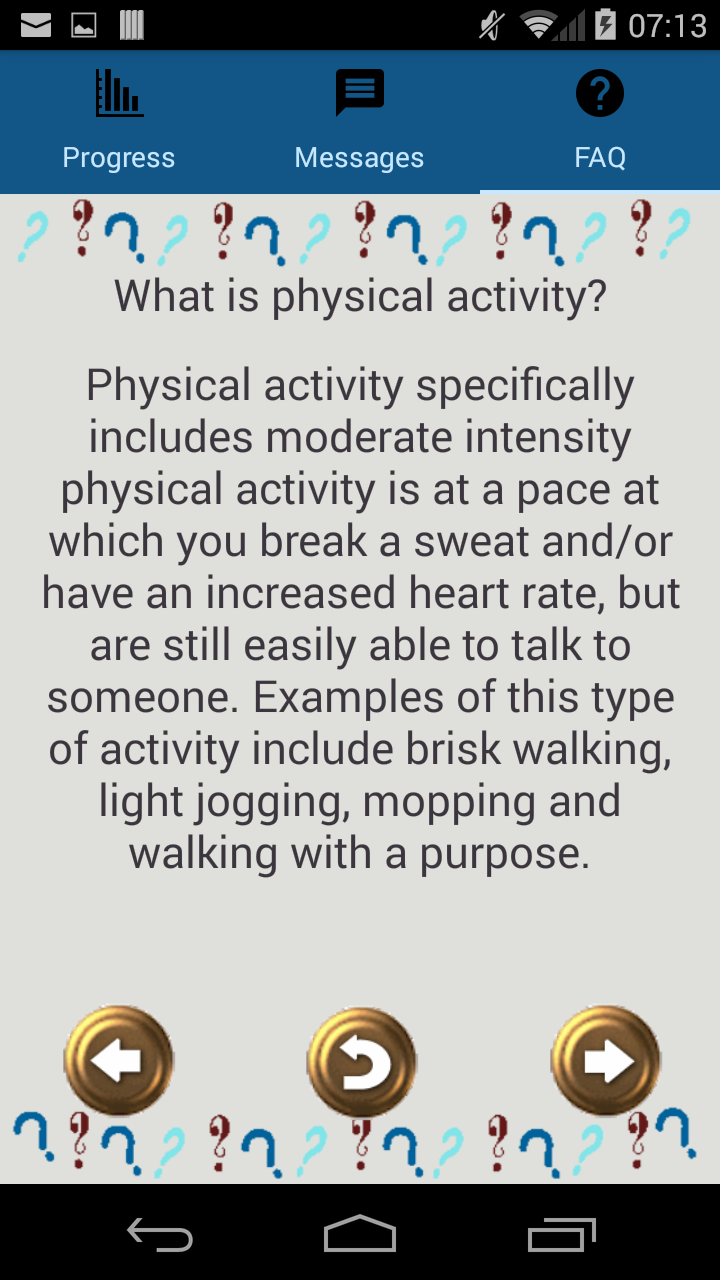 07:13
Progress Messages FAQ
What is physical activity?
Physical activity specifically
includes moderate intensity
physical activity is at a pace at
which you break a sweat and/or
have an increased heart rate, but
are still easily able to talk to
someone. Examples of this type
of activity include brisk walking,
light jogging, mopping and
walking with a purpose.